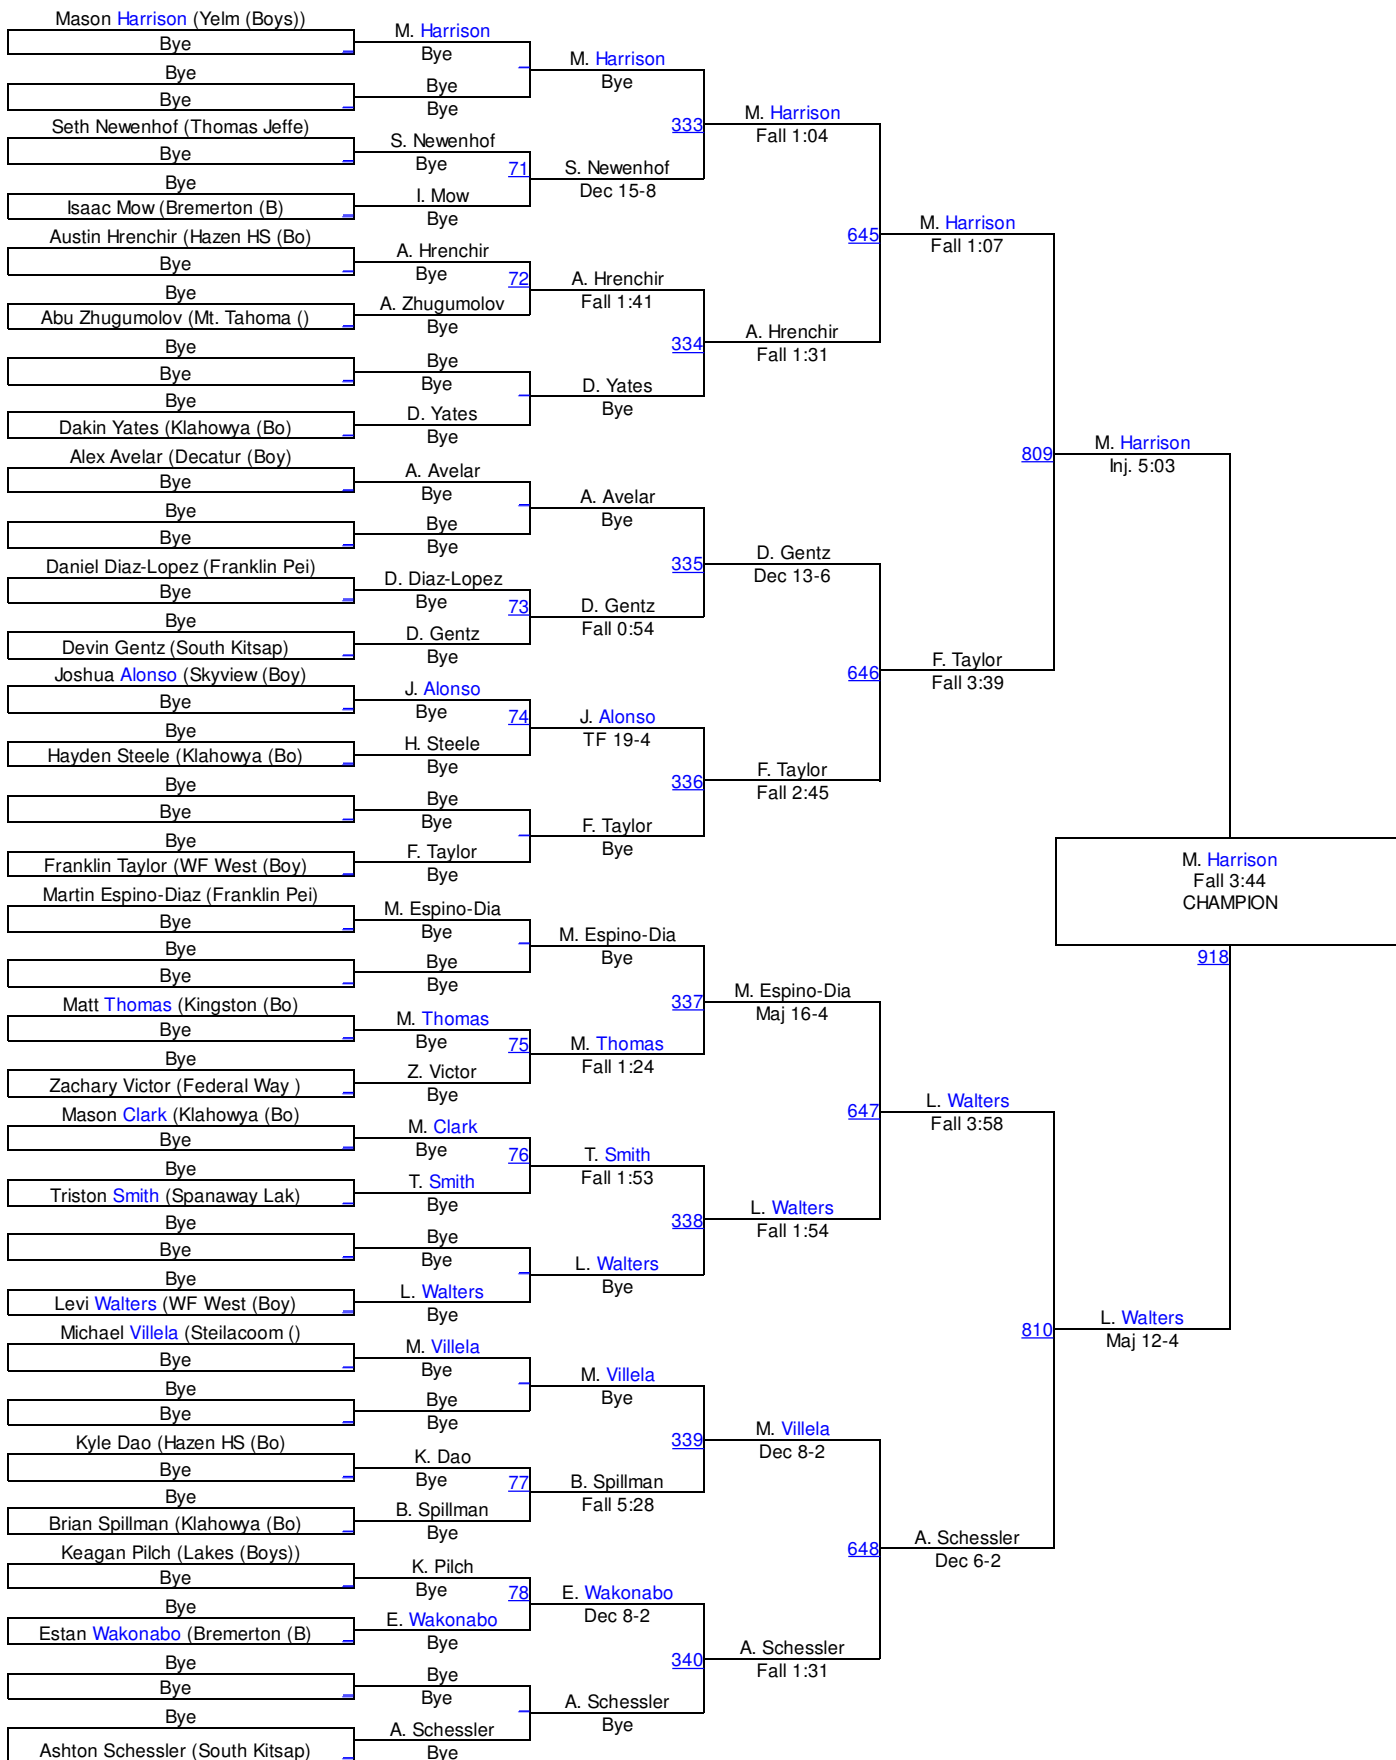 Mason Harrison (Yelm (Boys))
Bye
Bye
Bye
Seth Newenhof (Thomas Jeffe)
Bye
Bye
Isaac Mow (Bremerton (B)
Austin Hrenchir (Hazen HS (Bo)
Bye
Bye
Abu Zhugumolov (Mt. Tahoma ()
Bye
Bye
Bye
Dakin Yates (Klahowya (Bo)
Alex Avelar (Decatur (Boy)
Bye
Bye
Bye
Daniel Diaz-Lopez (Franklin Pei)
Bye
Bye
Devin Gentz (South Kitsap)
Joshua Alonso (Skyview (Boy)
Bye
Bye
Hayden Steele (Klahowya (Bo)
Bye
Bye
Bye
Franklin Taylor (WF West (Boy)
Martin Espino-Diaz (Franklin Pei)
Bye
Bye
Bye
Matt Thomas (Kingston (Bo)
Bye
Bye
Zachary Victor (Federal Way )
Mason Clark (Klahowya (Bo)
Bye
Bye
Triston Smith (Spanaway Lak)
Bye
Bye
Bye
Levi Walters (WF West (Boy)
Michael Villela (Steilacoom ()
Bye
Bye
Bye
Kyle Dao (Hazen HS (Bo)
Bye
Bye
Brian Spillman (Klahowya (Bo)
Keagan Pilch (Lakes (Boys))
Bye
Bye
Estan Wakonabo (Bremerton (B)
Bye
Bye
Bye
Ashton Schessler (South Kitsap)
M. Harrison
Bye
Bye
Bye
S. Newenhof
Bye
71
I. Mow
Bye
A. Hrenchir
Bye
72
A. Zhugumolov
Bye
Bye
Bye
D. Yates
Bye
A. Avelar
Bye
Bye
Bye
D. Diaz-Lopez
Bye
73
D. Gentz
Bye
J. Alonso
Bye
74
H. Steele
Bye
Bye
Bye
F. Taylor
Bye
M. Espino-Dia
Bye
Bye
Bye
M. Thomas
Bye
75
Z. Victor
Bye
M. Clark
Bye
76
T. Smith
Bye
Bye
Bye
L. Walters
Bye
M. Villela
Bye
Bye
Bye
K. Dao
Bye
77
B. Spillman
Bye
K. Pilch
Bye
78
E. Wakonabo
Bye
Bye
Bye
A. Schessler
Bye
M. Harrison
Bye
333
S. Newenhof
Dec 15-8
A. Hrenchir
Fall 1:41
334
D. Yates
Bye
A. Avelar
Bye
335
D. Gentz
Fall 0:54
J. Alonso
TF 19-4
336
F. Taylor
Bye
M. Espino-Dia
Bye
337
M. Thomas
Fall 1:24
T. Smith
Fall 1:53
338
L. Walters
Bye
M. Villela
Bye
339
B. Spillman
Fall 5:28
E. Wakonabo
Dec 8-2
340
A. Schessler
Bye
M. Harrison
Fall 1:04
645
A. Hrenchir
Fall 1:31
D. Gentz
Dec 13-6
646
F. Taylor
Fall 2:45
M. Espino-Dia
Maj 16-4
647
L. Walters
Fall 1:54
M. Villela
Dec 8-2
648
A. Schessler
Fall 1:31
M. Harrison
Fall 1:07
809
F. Taylor
Fall 3:39
L. Walters
Fall 3:58
810
A. Schessler
Dec 6-2
M. Harrison
Inj. 5:03
M. Harrison
Fall 3:44
CHAMPION
918
L. Walters
Maj 12-4